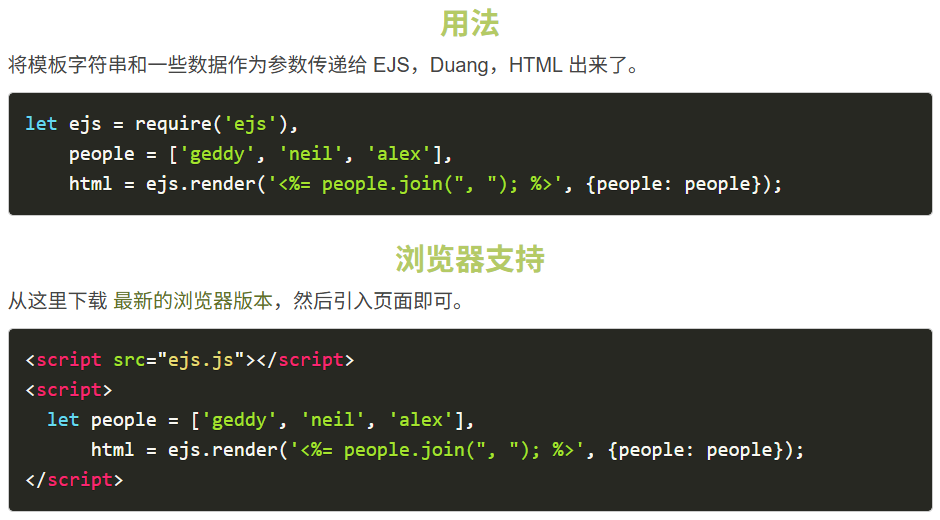 用法
将模板字符串和一些数据作为参数传递给 EJS，Duang，HTML 出来了。
let ejs = require('ejs'),
    people = ['geddy', 'neil', 'alex'],
    html = ejs.render('<%= people.join(", "); %>', {people: people});
浏览器支持
从这里下载 最新的浏览器版本，然后引入页面即可。
<script src="ejs.js"></script>
<script>
  let people = ['geddy', 'neil', 'alex'],
      html = ejs.render('<%= people.join(", "); %>', {people: people});
</script>